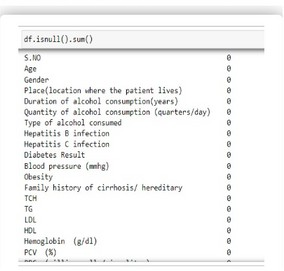 df.isnull().sum()
S.NO 0
Age 0
Gender 0
Place(location where the patient lives) 0
Duration of alcohol consumption(years) 0
Quantity of alcohol consumption (quarters/day) 0
Type of alcohol consumed 0
Hepatitis B infection 0
Hepatitis C infection 0
Diabetes Result 0
Blood pressure (mmhg) 0
Obesity 0
Family history of cirrhosis/ hereditary 0
TCH 0
TG 0
LDL 0
HDL 0
Hemoglobin (g/dl) 0
PCV (%) 0